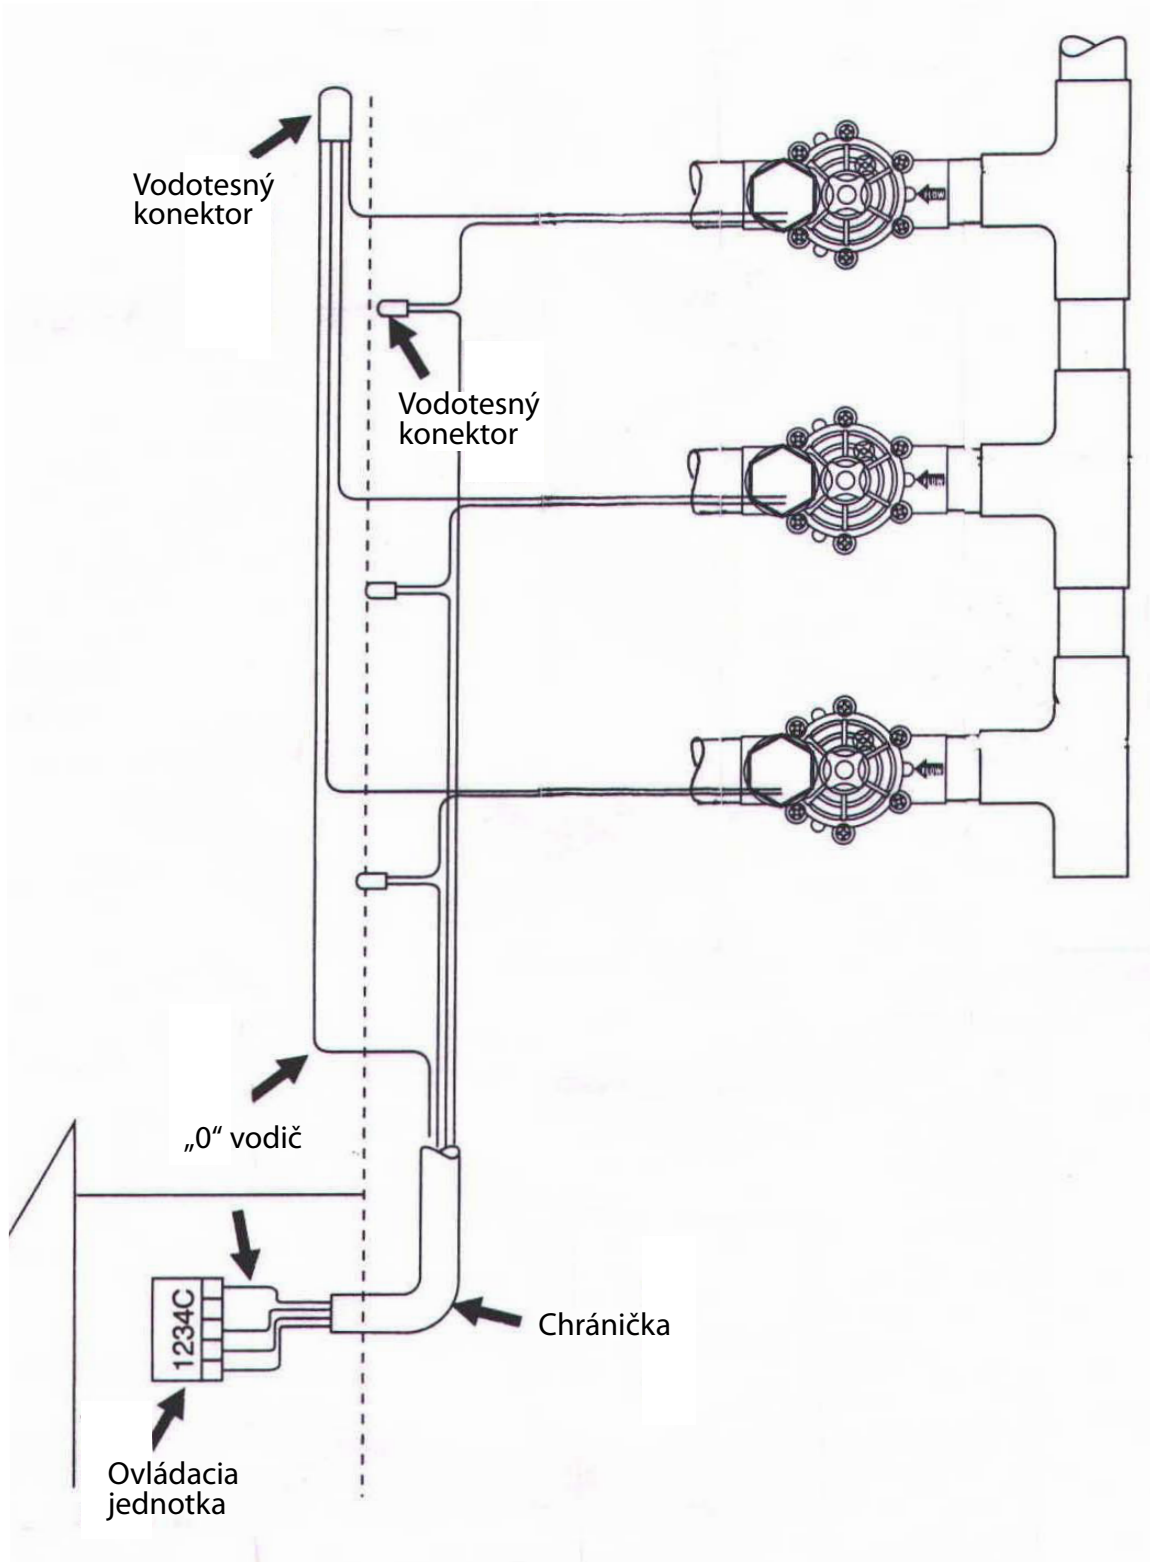 Vodotesný
konektor
Vodotesný
konektor
„0“ vodič
1234C
Chránička
Ovládacia
jednotka